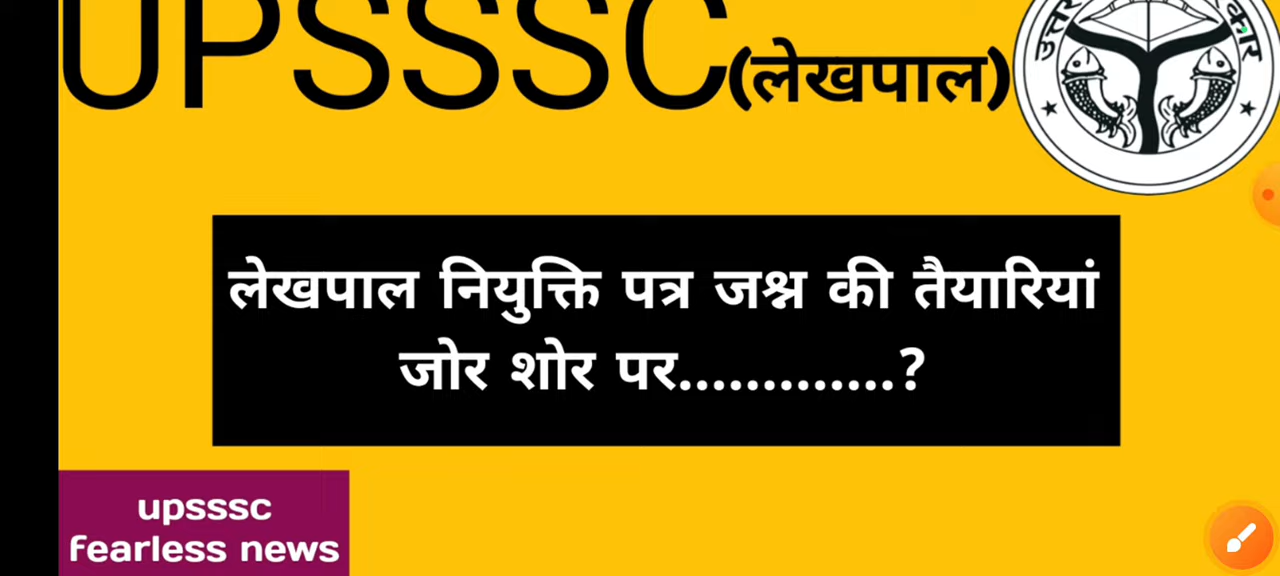 UPSSSC(लेखपाल)
लेखपाल नियुक्ति पत्र जश्न की तैयारियां
जोर शोर पर.............?
upsssc
fearless news